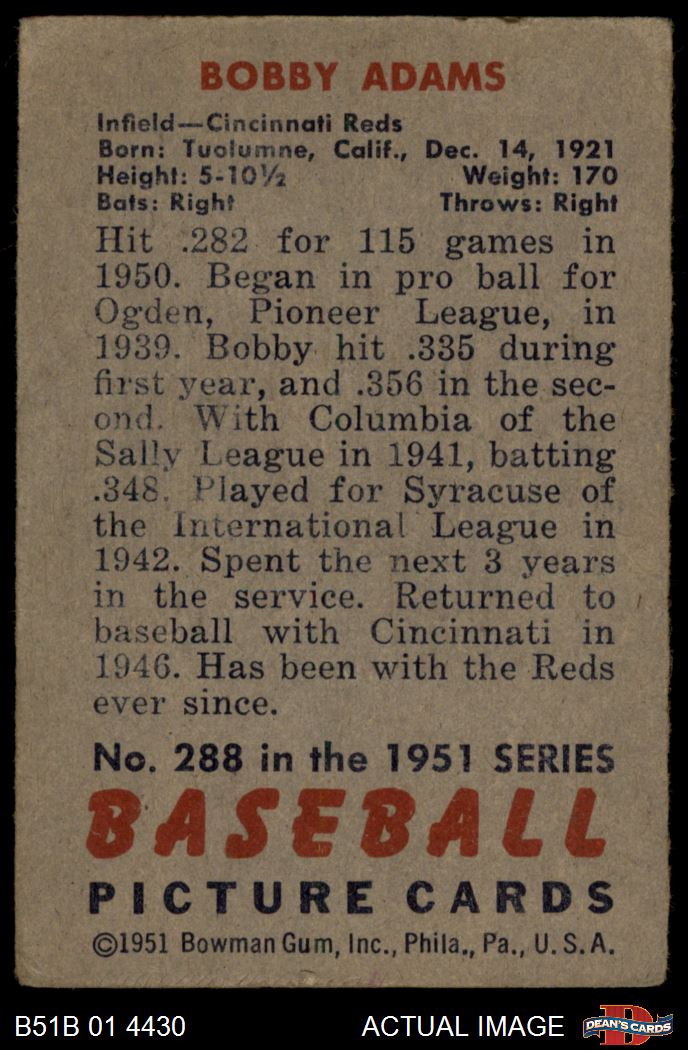 BOBBY ADAMS
Infield—Cincinnati Reds
Born: Tuolumne, Calif., Dec. 14, 1921
Height: 5-10½ Weight: 170
Bats: Right Throws: Right
Hit .282 for 115 games in
1950. Began in pro ball for
Ogden, Pioneer League, in
1939. Bobby hit .335 during
first year, and .356 in the sec-
ond. With Columbia of the
Sally League in 1941, batting
.348. Played for Syracuse of
the International League in
1942. Spent the next 3 years
in the service. Returned to
baseball with Cincinnati in
1946. Has been with the Reds
ever since.
No. 288 in the 1951 SERIES
BASEBALL
PICTURE CARDS
©1951 Bowman Gum, Inc., Phila., Pa., U.S.A.
B51B 01 4430 ACTUAL IMAGE D DEAN'S CARDS